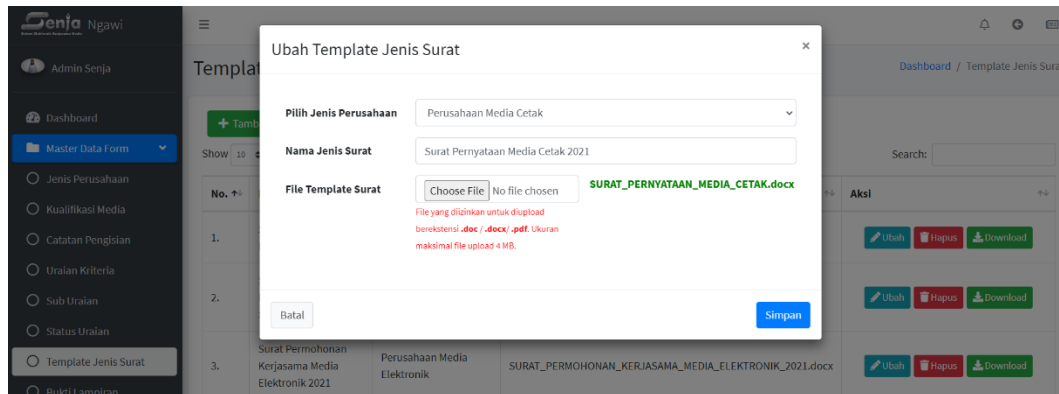 Senja Ngawi
Admin Senja
Dashboard
Master Data Form
Jenis Perusahaan
Kualifikasi Media
Catatan Pengisian
Uraian Kriteria
Sub Uraian
Status Uraian
Template Jenis Surat
Bukti Lampiran
Templat
Dashboard / Template Jenis Sura
+ Tamb
Show 10
Search:
No.
Aksi
1.
Ubah Hapus Download
2.
Ubah Hapus Download
3.
Surat Permohonan
Kerjasama Media
Elektronik 2021
Perusahaan Media
Elektronik
SURAT_PERMOHONAN_KERJASAMA_MEDIA_ELEKTRONIK_2021.docx
Ubah Hapus Download
Ubah Template Jenis Surat
×
Pilih Jenis Perusahaan
Perusahaan Media Cetak
Nama Jenis Surat
Surat Pernyataan Media Cetak 2021
File Template Surat
Choose File No file chosen
SURAT_PERNYATAAN_MEDIA_CETAK.docx
File yang diizinkan untuk diupload
berekstensi .doc / .docx/ .pdf. Ukuran
maksimal file upload 4 MB.
Batal
Simpan